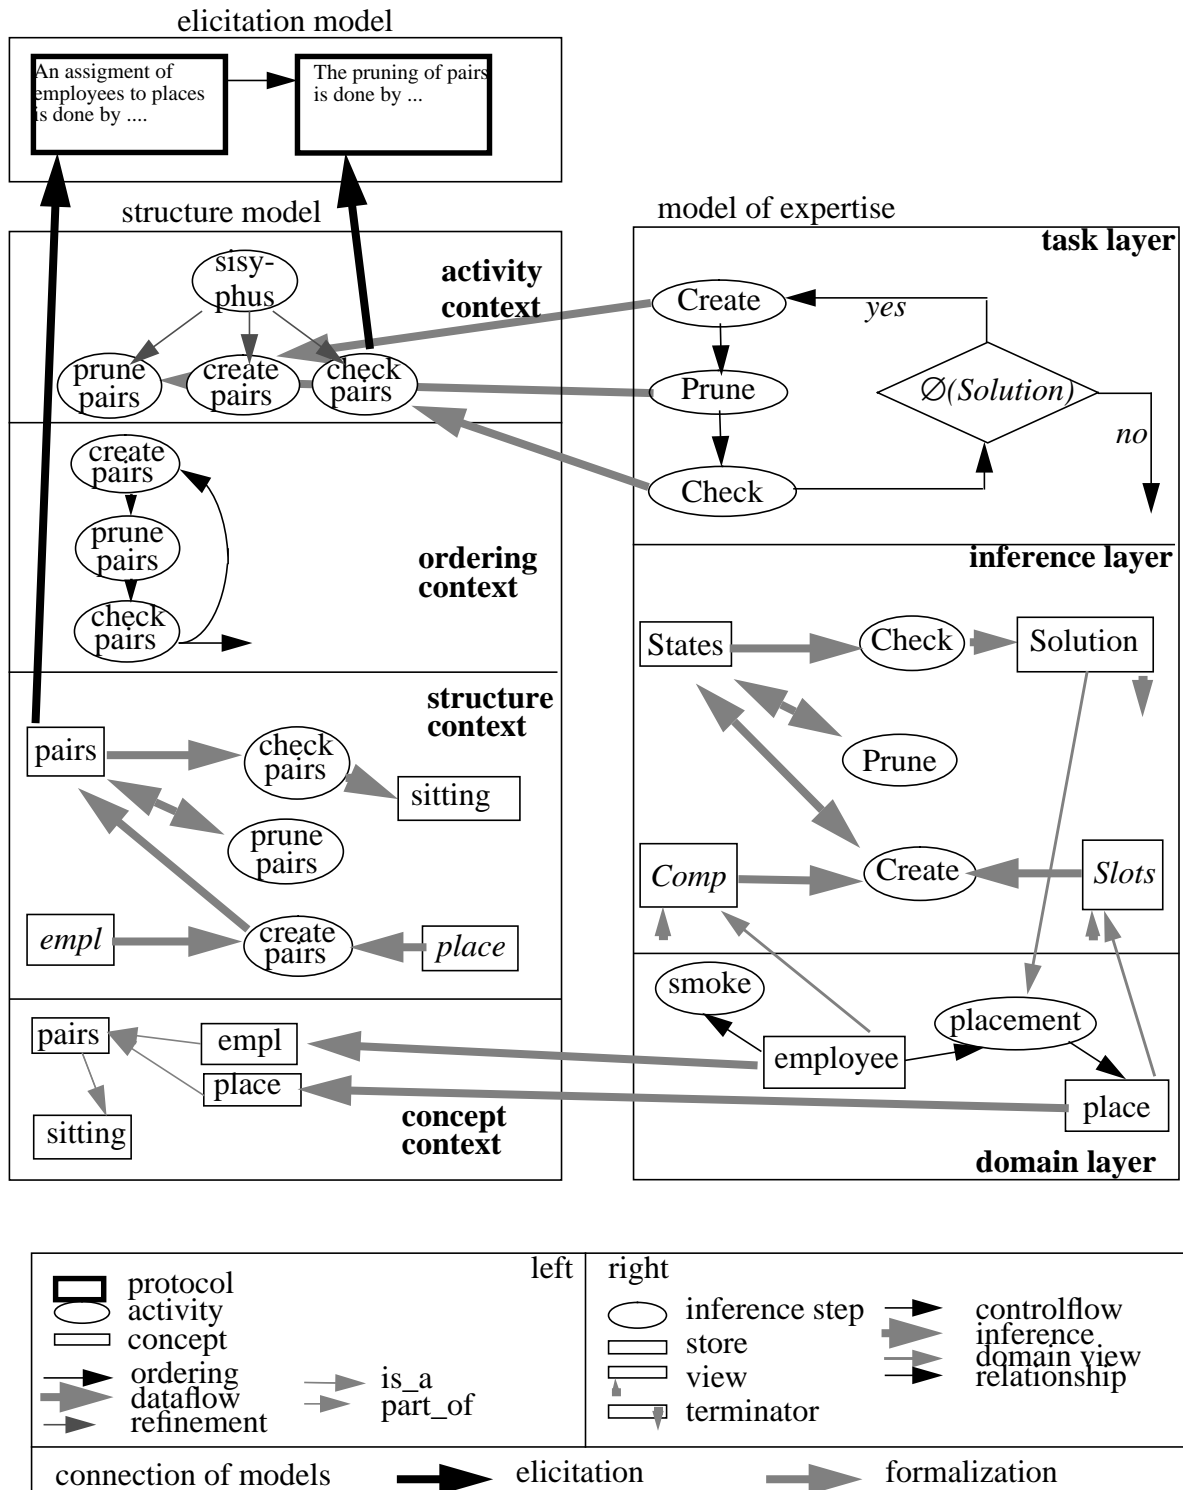 elicitation model
An assigment of
employees to places
is done by ....
The pruning of pairs
is done by ...
structure model
activity
context
sisy-
phus
prune
pairs
create
pairs
check
pairs
create
pairs
prune
pairs
check
pairs
ordering
context
structure
context
pairs
check
pairs
sitting
prune
pairs
empl
create
pairs
place
pairs
empl
place
sitting
concept
context
model of expertise
task layer
Create
yes
Prune
∅(Solution)
no
Check
inference layer
States
Check
Solution
Prune
Comp
Create
Slots
smoke
placement
employee
place
domain layer
left
protocol
activity
concept
ordering
dataflow
refinement
is_a
part_of
right
inference step
store
view
terminator
controlflow
inference
domain view
relationship
connection of models
elicitation
formalization